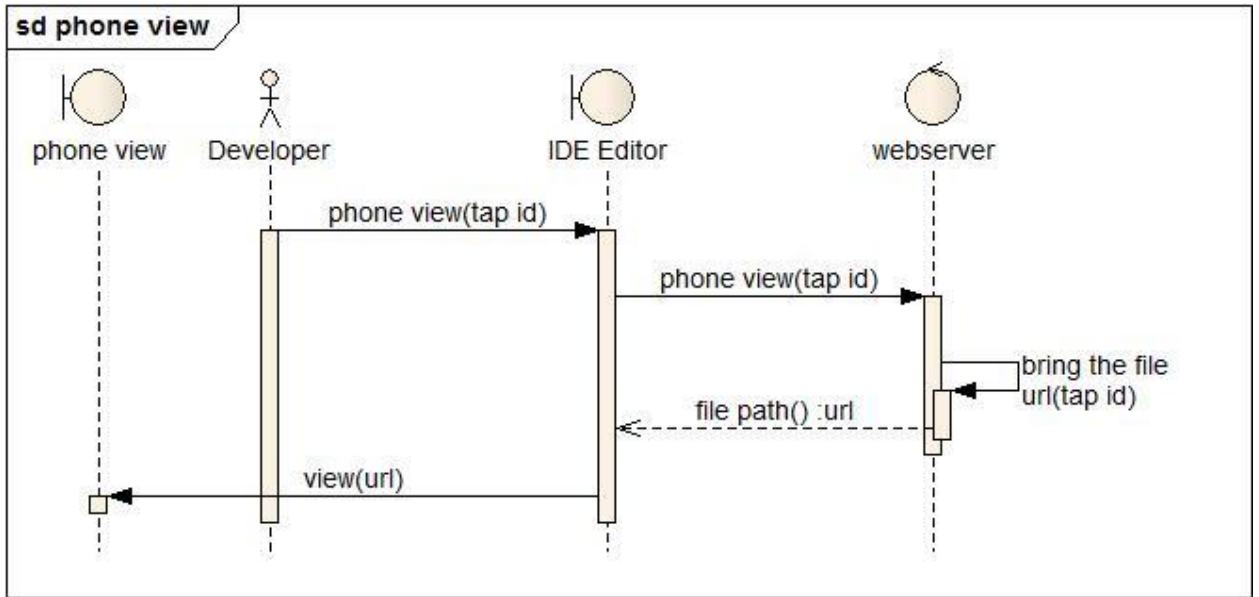 sd phone view
phone view
Developer
IDE Editor
webserver
phone view(tap id)
phone view(tap id)
bring the file
url(tap id)
file path() :url
view(url)